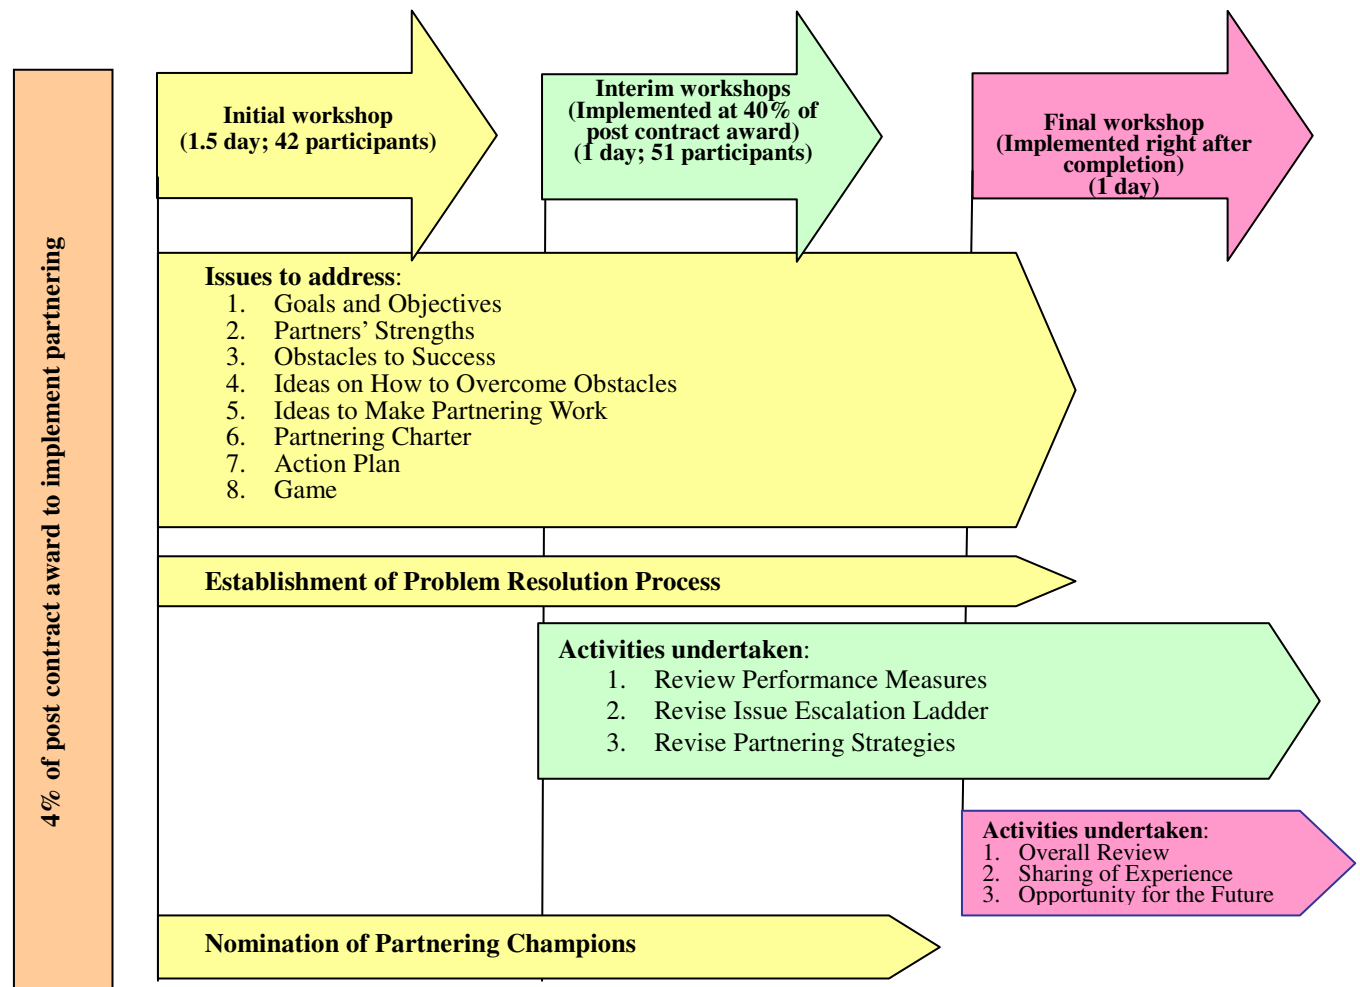 4% of post contract award to implement partnering
Initial workshop
(1.5 day; 42 participants)
Interim workshops
(Implemented at 40% of
post contract award)
(1 day; 51 participants)
Final workshop
(Implemented right after
completion)
(1 day)
Issues to address:
1. Goals and Objectives
2. Partners’ Strengths
3. Obstacles to Success
4. Ideas on How to Overcome Obstacles
5. Ideas to Make Partnering Work
6. Partnering Charter
7. Action Plan
8. Game
Establishment of Problem Resolution Process
Activities undertaken:
1. Review Performance Measures
2. Revise Issue Escalation Ladder
3. Revise Partnering Strategies
Activities undertaken:
1. Overall Review
2. Sharing of Experience
3. Opportunity for the Future
Nomination of Partnering Champions